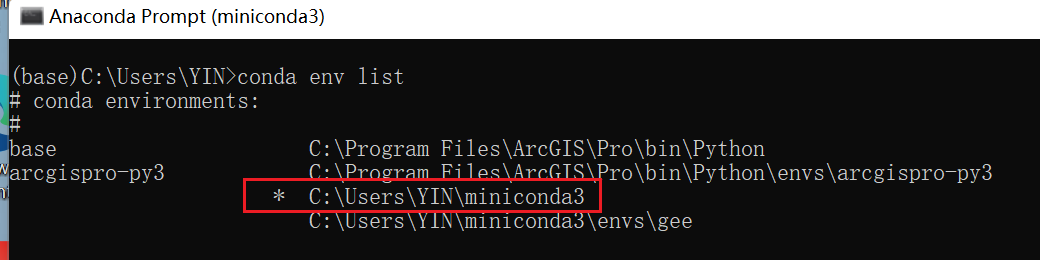 Anaconda Prompt (miniconda3)
(base)C:\Users\YIN>conda env list
# conda environments:
#
base                     C:\Program Files\ArcGIS\Pro\bin\Python
arcgispro-py3            C:\Program Files\ArcGIS\Pro\bin\Python\envs\arcgispro-py3
                      *  C:\Users\YIN\miniconda3
                         C:\Users\YIN\miniconda3\envs\gee